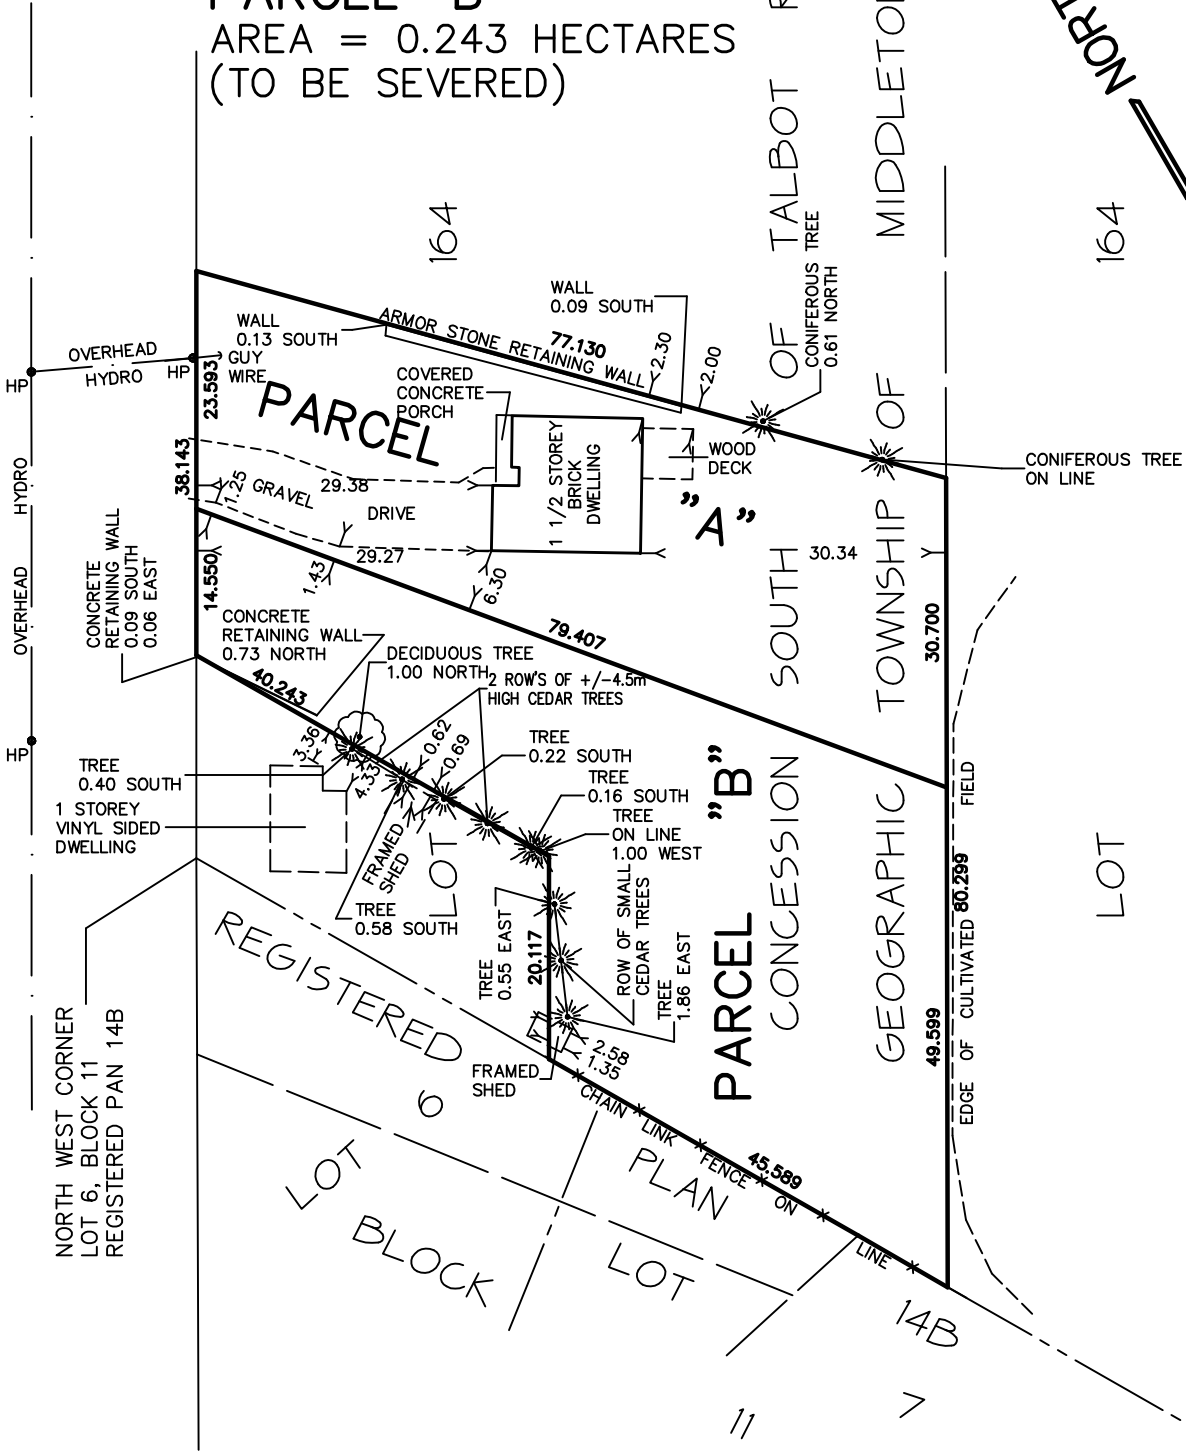 PARCEL "B"
AREA = 0.243 HECTARES
(TO BE SEVERED)
NORT
164
OF TALBOT
MIDDLETO
164
CONIFEROUS TREE
0.61 NORTH
WALL
0.09 SOUTH
WALL
0.13 SOUTH
ARMOR STONE RETAINING WALL
77.130
2.30
2.00
OVERHEAD
HYDRO
HP
HP
GUY
WIRE
23.593
COVERED
CONCRETE
PORCH
PARCEL
"A"
WOOD
DECK
CONIFEROUS TREE
ON LINE
OF
OF
HYDRO
OVERHEAD
38.143
1.25
GRAVEL
29.38
DRIVE
1 1/2 STOREY
BRICK
DWELLING
29.27
30.34
CONCRETE
RETAINING WALL
0.09 SOUTH
0.06 EAST
14.550
1.43
6.30
SOUTH
TOWNSHIP
30.700
CONCRETE
RETAINING WALL
0.73 NORTH
79.407
40.243
DECIDUOUS TREE
1.00 NORTH
2 ROW'S OF +/-4.5m
HIGH CEDAR TREES
HP
3.36
4.33
0.62
0.69
TREE
0.22 SOUTH
TREE
0.40 SOUTH
TREE
0.16 SOUTH
1 STOREY
VINYL SIDED
DWELLING
TREE
ON LINE
1.00 WEST
FRAMED
SHED
LOT
TREE
0.58 SOUTH
PARCEL "B"
CONCESSION
GEOGRAPHIC
LOT
EDGE OF CULTIVATED FIELD
80.299
49.599
TREE
0.55 EAST
20.117
ROW OF SMALL
CEDAR TREES
TREE
1.86 EAST
REGISTERED
NORTH WEST CORNER
LOT 6, BLOCK 11
REGISTERED PAN 14B
FRAMED
SHED
2.58
1.35
CHAIN LINK FENCE ON LINE
45.589
6
LOT
PLAN
BLOCK
LOT
14B
11
7